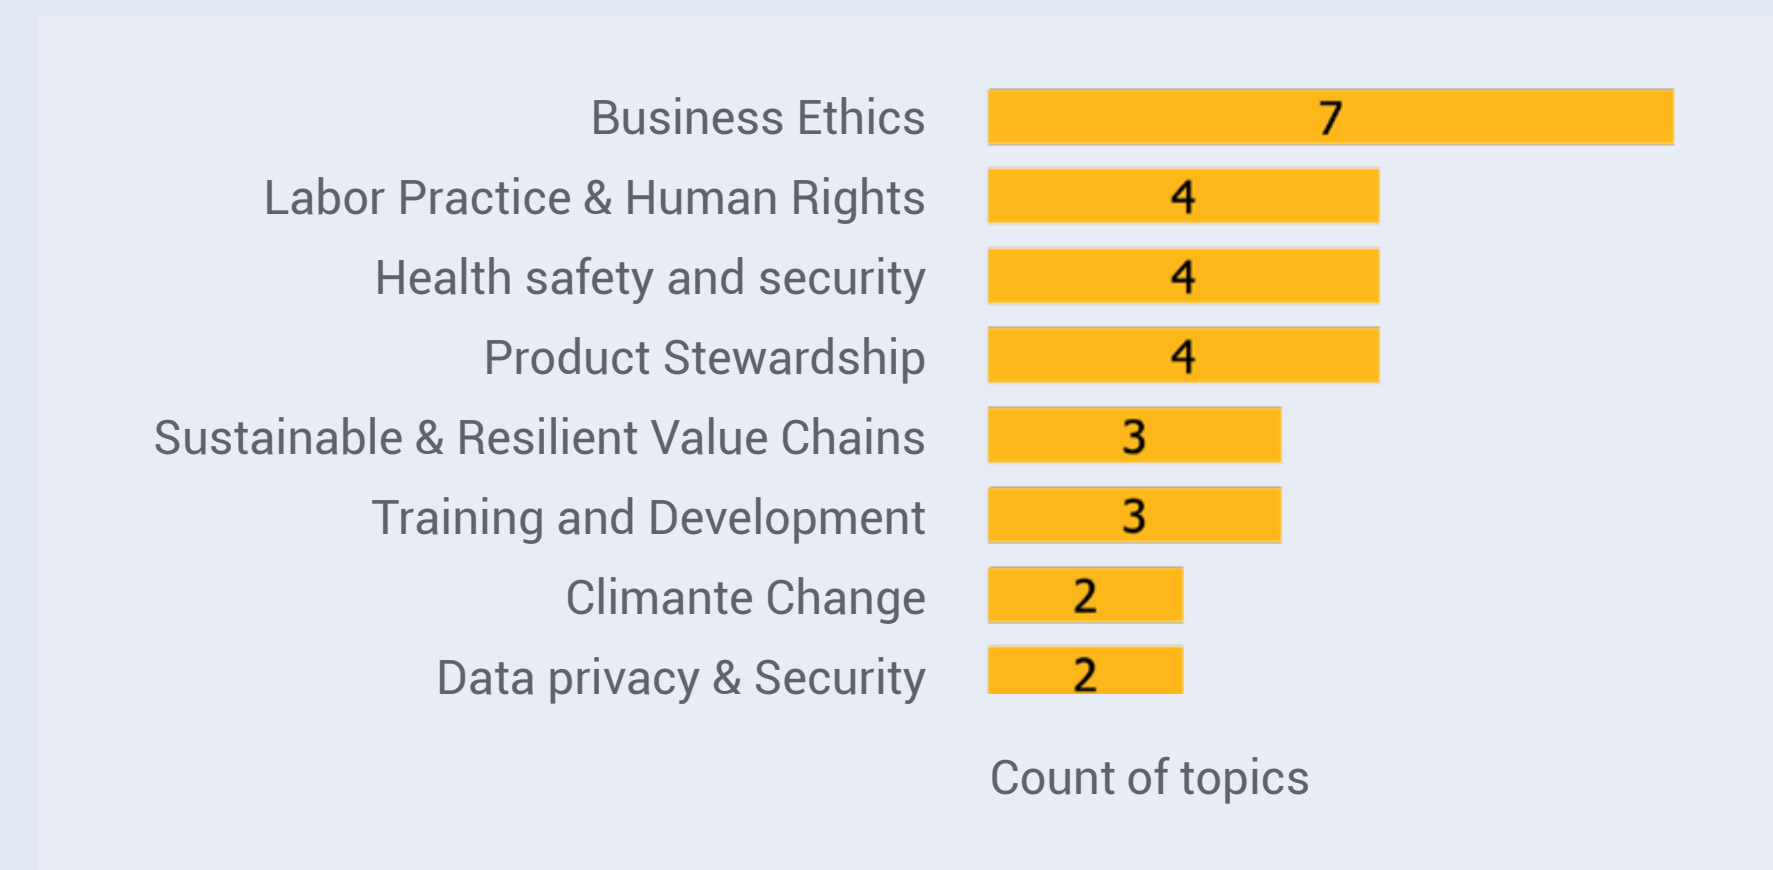 Business Ethics 7
Labor Practice & Human Rights 4
Health safety and security 4
Product Stewardship 4
Sustainable & Resilient Value Chains 3
Training and Development 3
Climante Change 2
Data privacy & Security 2
Count of topics